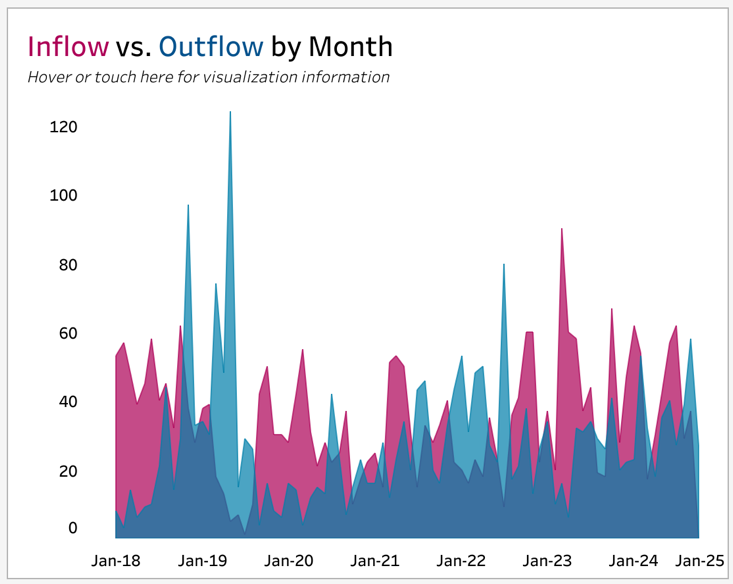 Inflow vs. Outflow by Month
Hover or touch here for visualization information
120
100
80
60
40
20
0
Jan-18 Jan-19 Jan-20 Jan-21 Jan-22 Jan-23 Jan-24 Jan-25